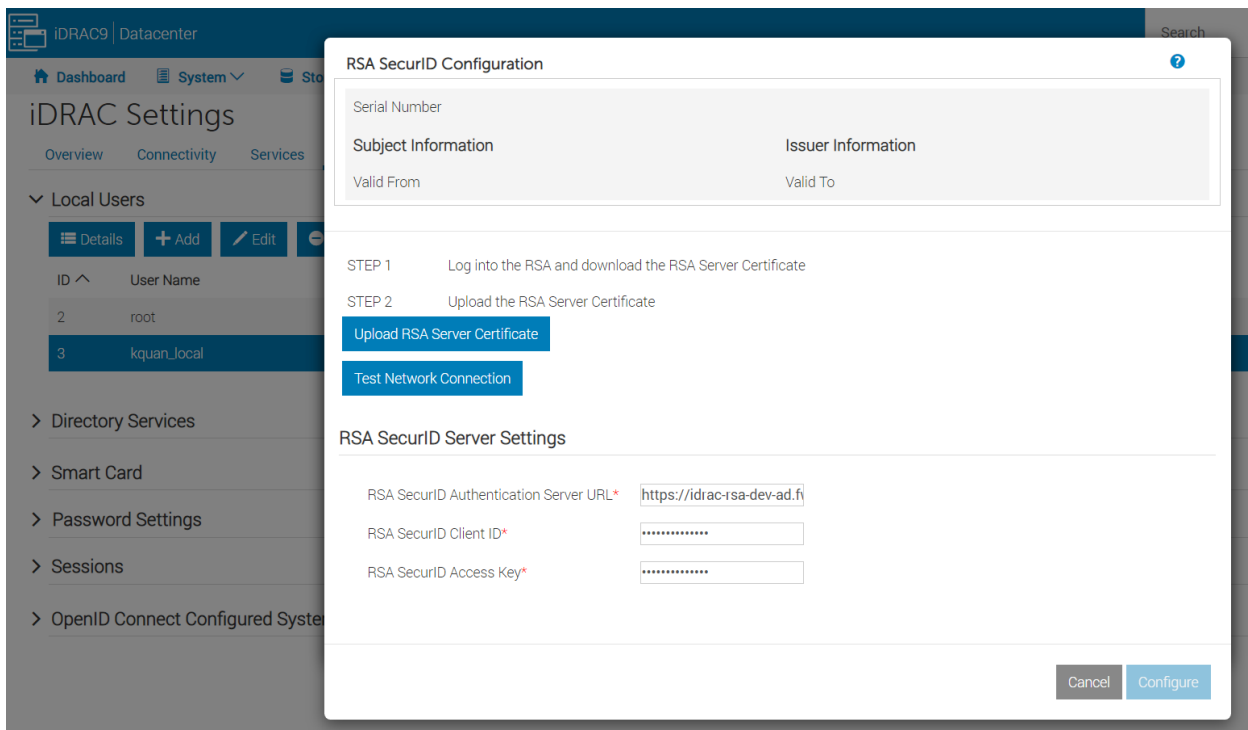 iDRAC9 | Datacenter
Search
Dashboard System Sto
iDRAC Settings
Overview Connectivity Services
Local Users
Details Add Edit
ID User Name
2 root
3 kquan_local
Directory Services
Smart Card
Password Settings
Sessions
OpenID Connect Configured Syste
RSA SecurID Configuration
?
Serial Number
Subject Information Issuer Information
Valid From Valid To
STEP 1 Log into the RSA and download the RSA Server Certificate
STEP 2 Upload the RSA Server Certificate
Upload RSA Server Certificate
Test Network Connection
RSA SecurID Server Settings
RSA SecurID Authentication Server URL* https://idrac-rsa-dev-ad.f
RSA SecurID Client ID* ••••••••••••••
RSA SecurID Access Key* ••••••••••••••
Cancel Configure